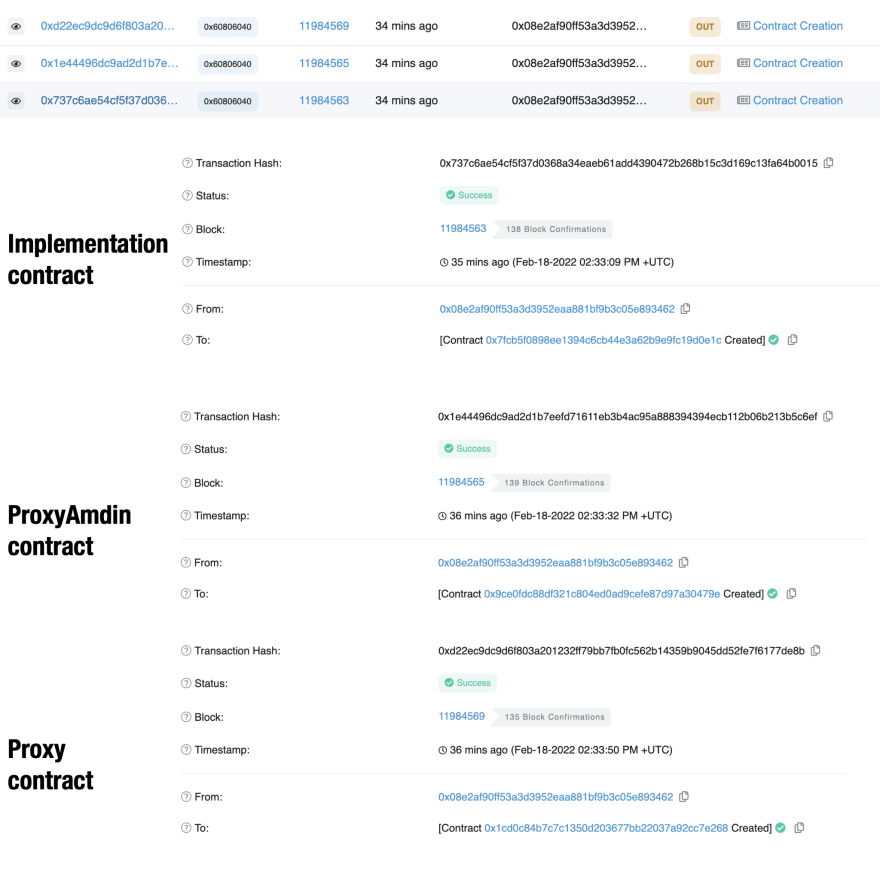 0xd22ec9dc9d6f803a20... 0x60806040 11984569 34 mins ago 0x08e2af90ff53a3d3952... OUT Contract Creation
0x1e44496dc9ad2d1b7e... 0x60806040 11984565 34 mins ago 0x08e2af90ff53a3d3952... OUT Contract Creation
0x737c6ae54cf5f37d036... 0x60806040 11984563 34 mins ago 0x08e2af90ff53a3d3952... OUT Contract Creation
Implementation
contract
Transaction Hash: 0x737c6ae54cf5f37d0368a34eaeb61add4390472b268b15c3d169c13fa64b0015
Status: Success
Block: 11984563 138 Block Confirmations
Timestamp: 35 mins ago (Feb-18-2022 02:33:09 PM +UTC)
From: 0x08e2af90ff53a3d3952eaa881bf9b3c05e893462
To: [Contract 0x7fcb5f0898ee1394c6cb44e3a62b9e9fc19d0e1c Created]
ProxyAmdin
contract
Transaction Hash: 0x1e44496dc9ad2d1b7eefd71611eb3b4ac95a888394394ecb112b06b213b5c6ef
Status: Success
Block: 11984565 139 Block Confirmations
Timestamp: 36 mins ago (Feb-18-2022 02:33:32 PM +UTC)
From: 0x08e2af90ff53a3d3952eaa881bf9b3c05e893462
To: [Contract 0x9ce0fdc88df321c804ed0ad9cefe87d97a30479e Created]
Proxy
contract
Transaction Hash: 0xd22ec9dc9d6f803a201232ff79bb7fb0fc562b14359b9045dd52fe7f6177de8b
Status: Success
Block: 11984569 135 Block Confirmations
Timestamp: 36 mins ago (Feb-18-2022 02:33:50 PM +UTC)
From: 0x08e2af90ff53a3d3952eaa881bf9b3c05e893462
To: [Contract 0x1cd0c84b7c7c1350d203677bb22037a92cc7e268 Created]